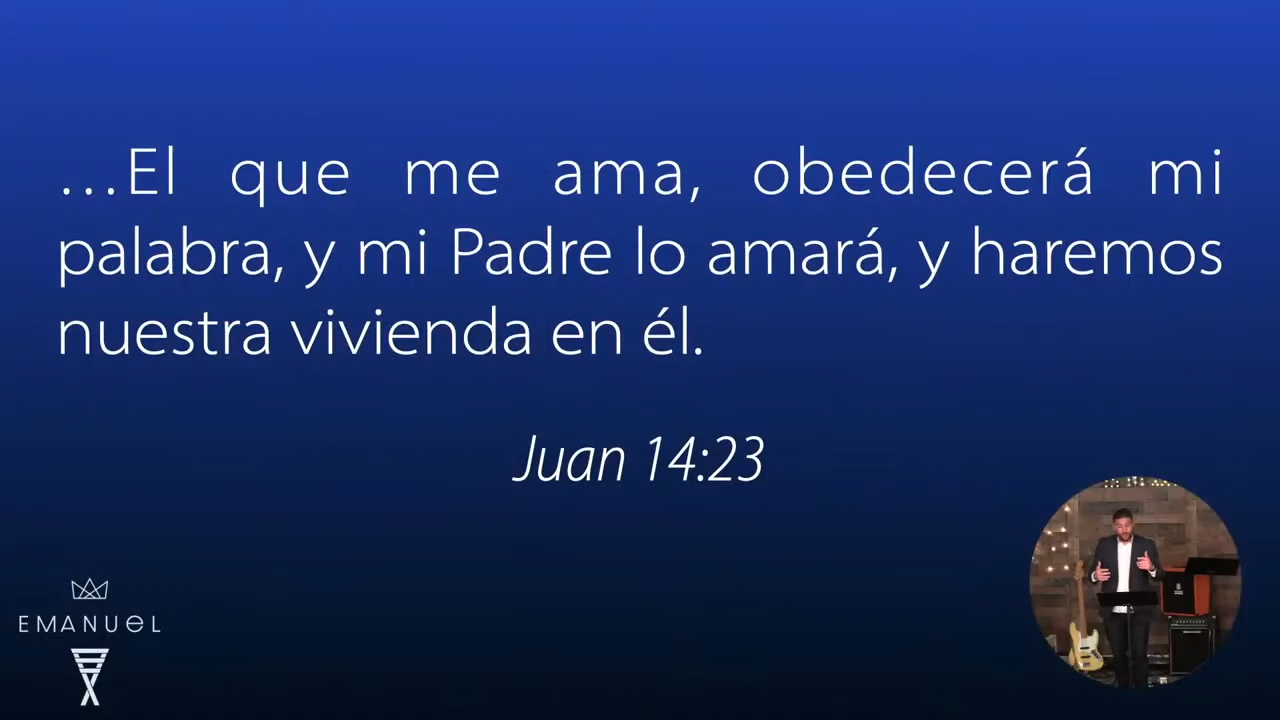 …El que me ama, obedecerá mi
palabra, y mi Padre lo amará, y haremos
nuestra vivienda en él.
Juan 14:23
EMANUEL